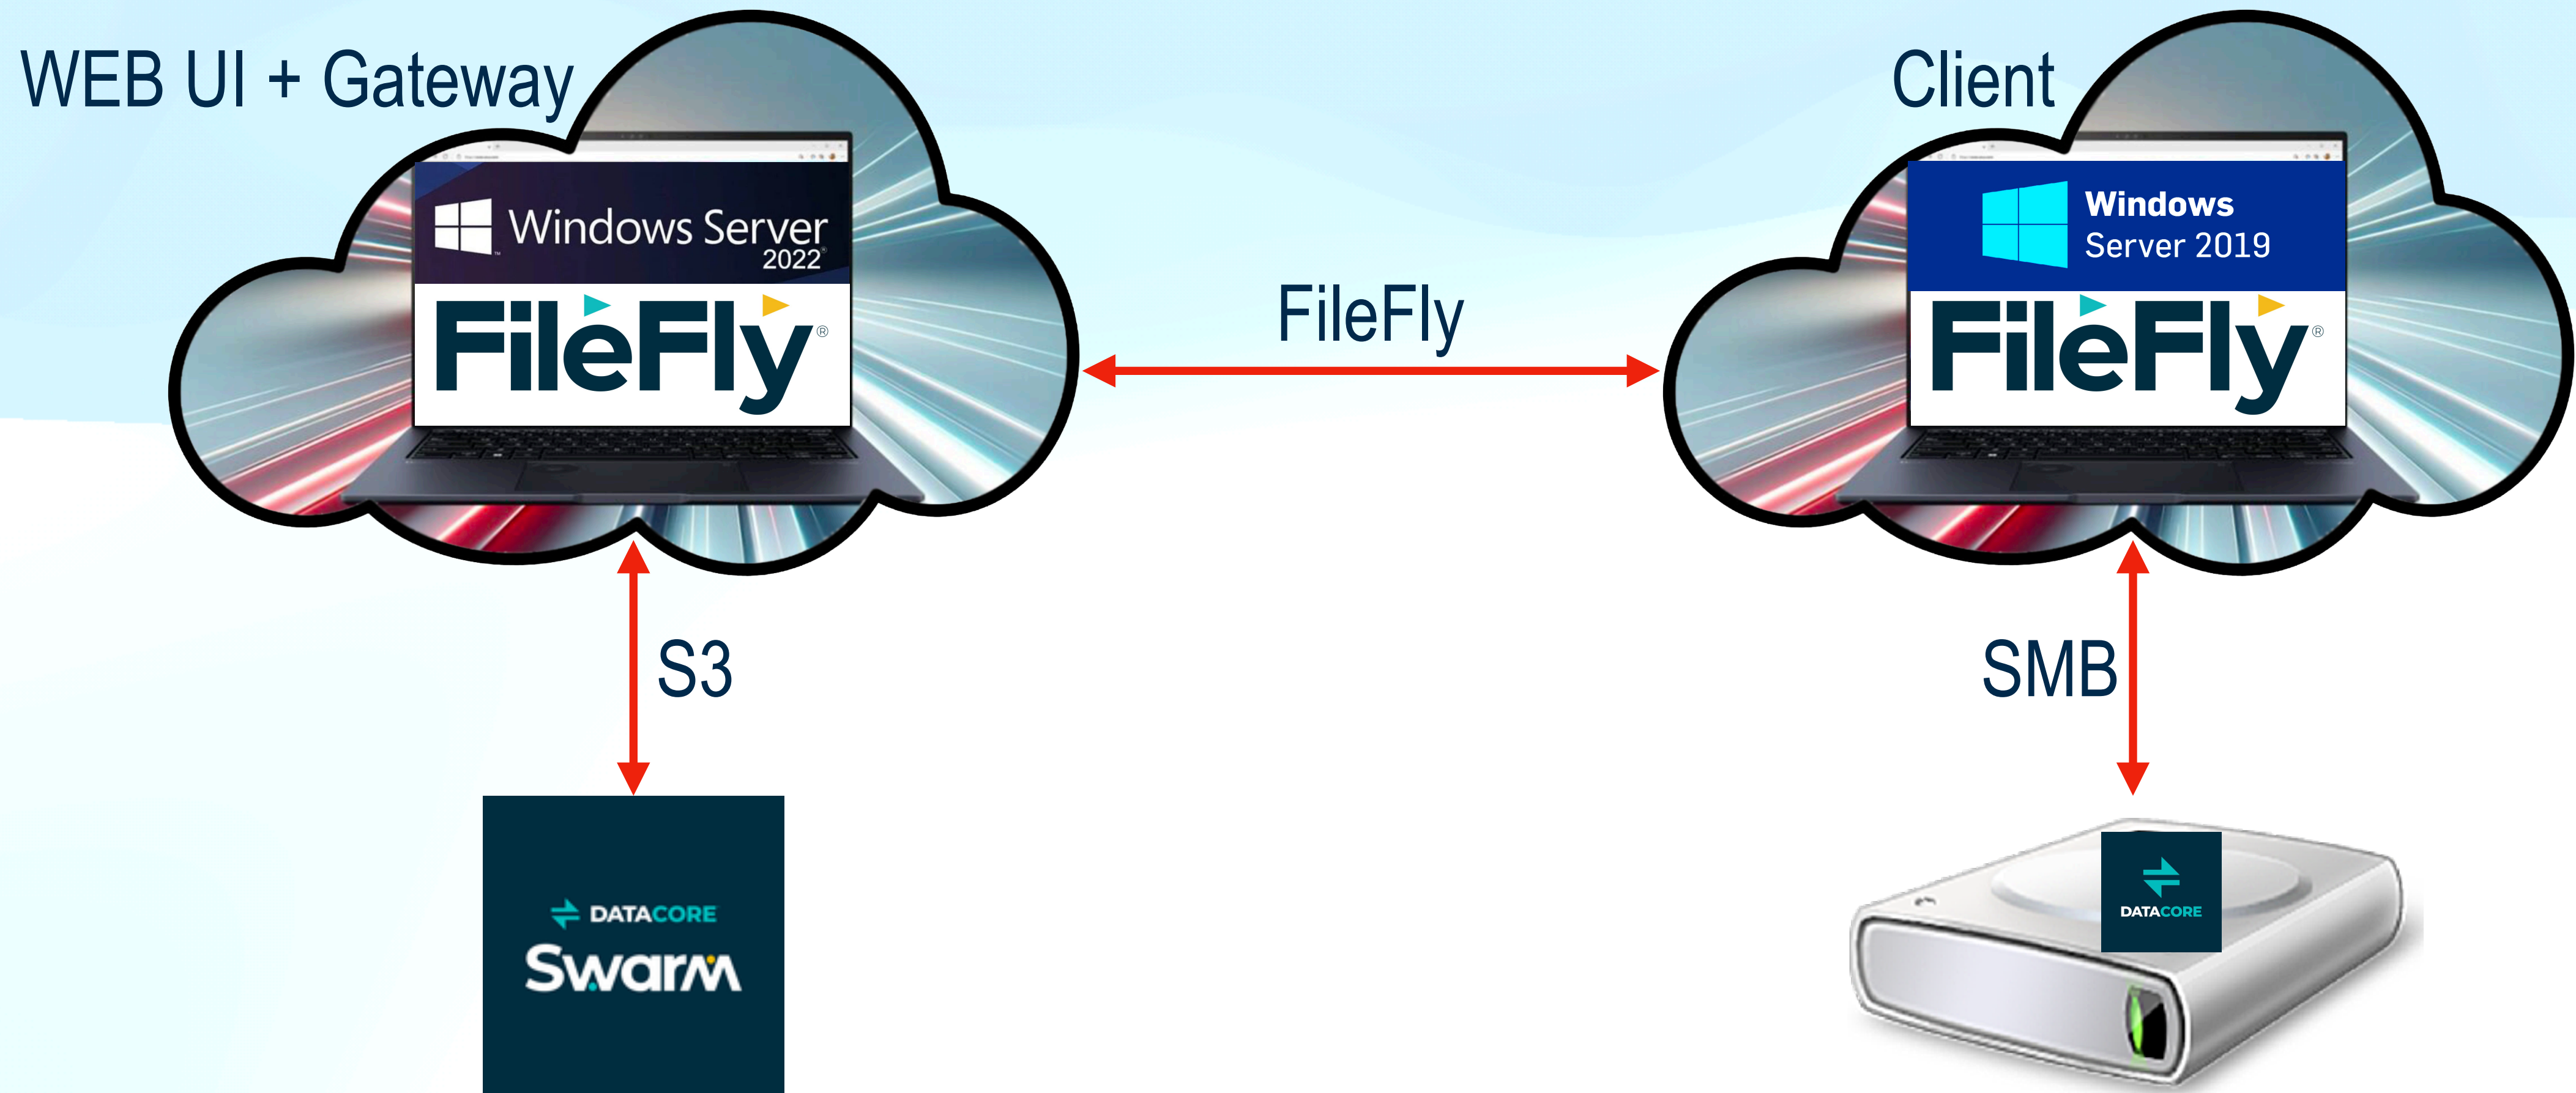 WEB UI + Gateway
Client
Windows Server
2022
FileFly®
Windows
Server 2019
FileFly®
FileFly
S3
SMB
DATACORE
Swarm
DATACORE